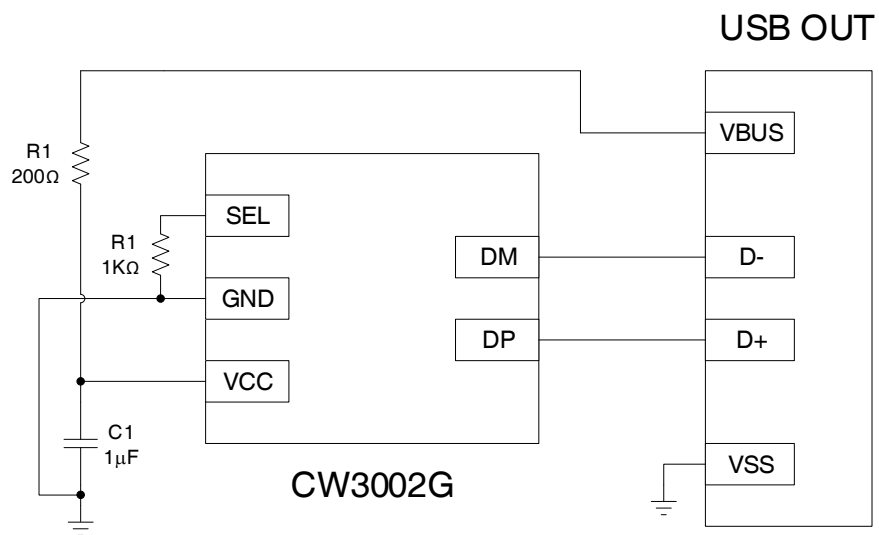 USB OUT
VBUS
R1
200Ω
SEL
R1
1KΩ
DM
D-
GND
DP
D+
VCC
C1
1μF
VSS
CW3002G